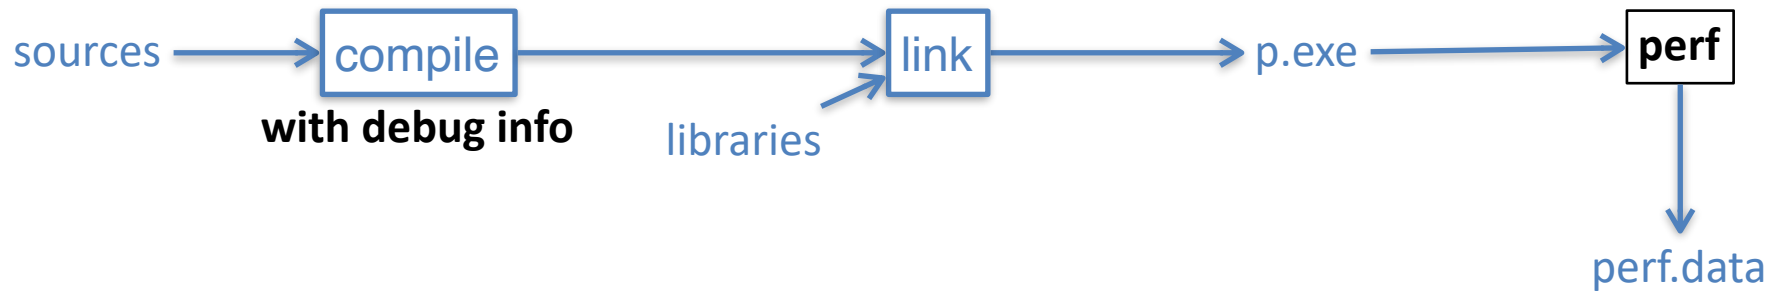 sources
compile
with debug info
link
libraries
p.exe
perf
perf.data